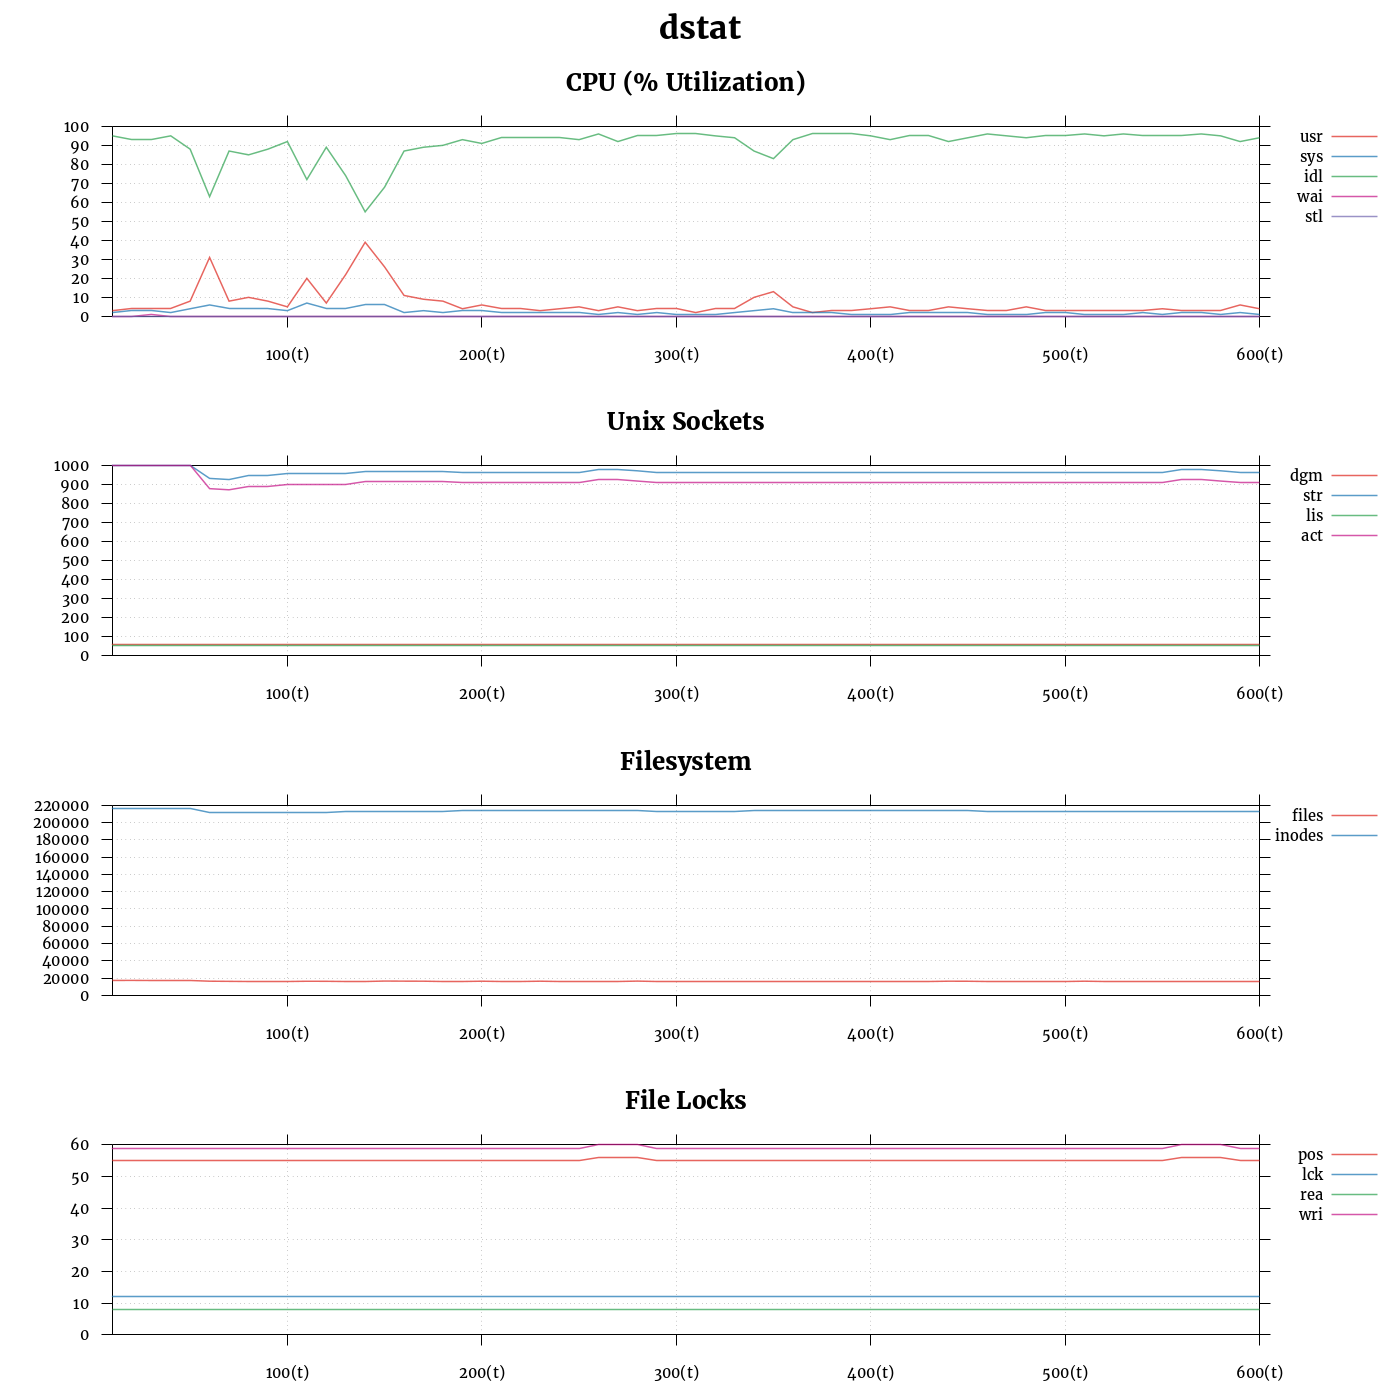 dstat
CPU (% Utilization)
100
90
80
70
60
50
40
30
20
10
0
usr
sys
idl
wai
stl
100(t) 200(t) 300(t) 400(t) 500(t) 600(t)
Unix Sockets
1000
900
800
700
600
500
400
300
200
100
0
dgm
str
lis
act
100(t) 200(t) 300(t) 400(t) 500(t) 600(t)
Filesystem
220000
200000
180000
160000
140000
120000
100000
80000
60000
40000
20000
0
files
inodes
100(t) 200(t) 300(t) 400(t) 500(t) 600(t)
File Locks
60
50
40
30
20
10
0
pos
lck
rea
wri
100(t) 200(t) 300(t) 400(t) 500(t) 600(t)